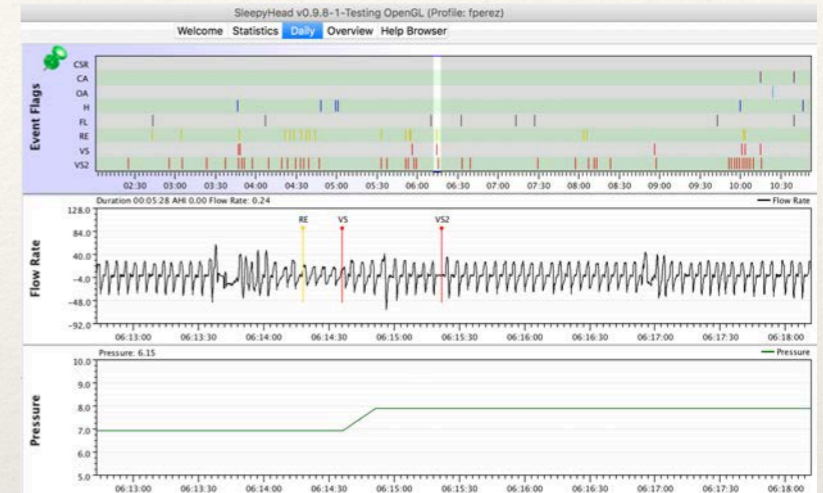 SleepyHead v0.9.8-1-Testing OpenGL (Profile: fperez)
Welcome Statistics Daily Overview Help Browser
Event Flags
CSR
CA
OA
H
FL
RE
VS
VS2
02:30 03:00 03:30 04:00 04:30 05:00 05:30 06:00 06:30 07:00 07:30 08:00 08:30 09:00 09:30 10:00 10:30
Duration 00:05:28 AHI 0.00 Flow Rate: 0.24 Flow Rate
Flow Rate
128.0
84.0
40.0
-4.0
-48.0
-92.0
RE VS VS2
06:13:00 06:13:30 06:14:00 06:14:30 06:15:00 06:15:30 06:16:00 06:16:30 06:17:00 06:17:30 06:18:00
Pressure: 6.15 Pressure
Pressure
10.0
9.0
8.0
7.0
6.0
5.0
06:13:00 06:13:30 06:14:00 06:14:30 06:15:00 06:15:30 06:16:00 06:16:30 06:17:00 06:17:30 06:18:00